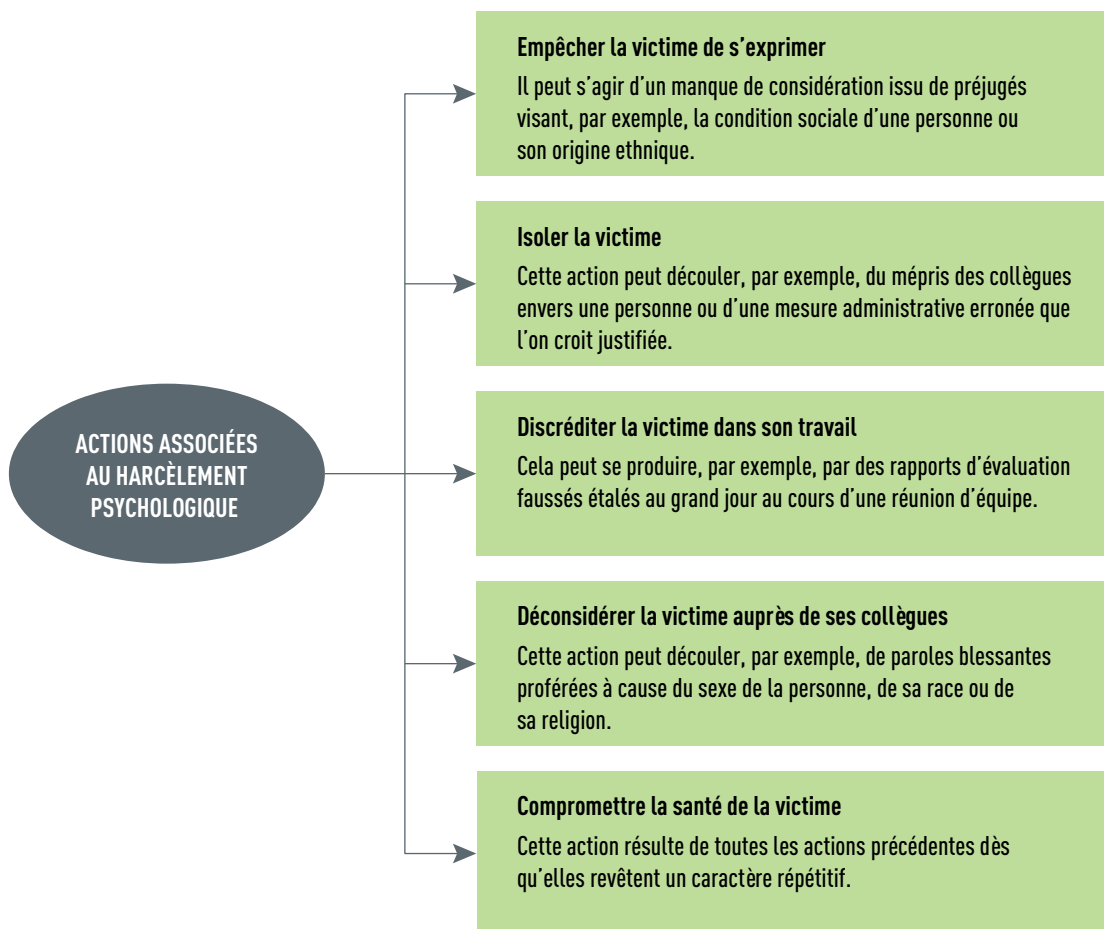 Empêcher la victime de s’exprimer
Il peut s’agir d’un manque de considération issu de préjugés
visant, par exemple, la condition sociale d’une personne ou
son origine ethnique.
Isoler la victime
Cette action peut découler, par exemple, du mépris des collègues
envers une personne ou d’une mesure administrative erronée que
l’on croit justifiée.
ACTIONS ASSOCIÉES
AU HARCÈLEMENT
PSYCHOLOGIQUE
Discréditer la victime dans son travail
Cela peut se produire, par exemple, par des rapports d’évaluation
faussés étalés au grand jour au cours d’une réunion d’équipe.
Déconsidérer la victime auprès de ses collègues
Cette action peut découler, par exemple, de paroles blessantes
proférées à cause du sexe de la personne, de sa race ou de
sa religion.
Compromettre la santé de la victime
Cette action résulte de toutes les actions précédentes dès
qu’elles revêtent un caractère répétitif.